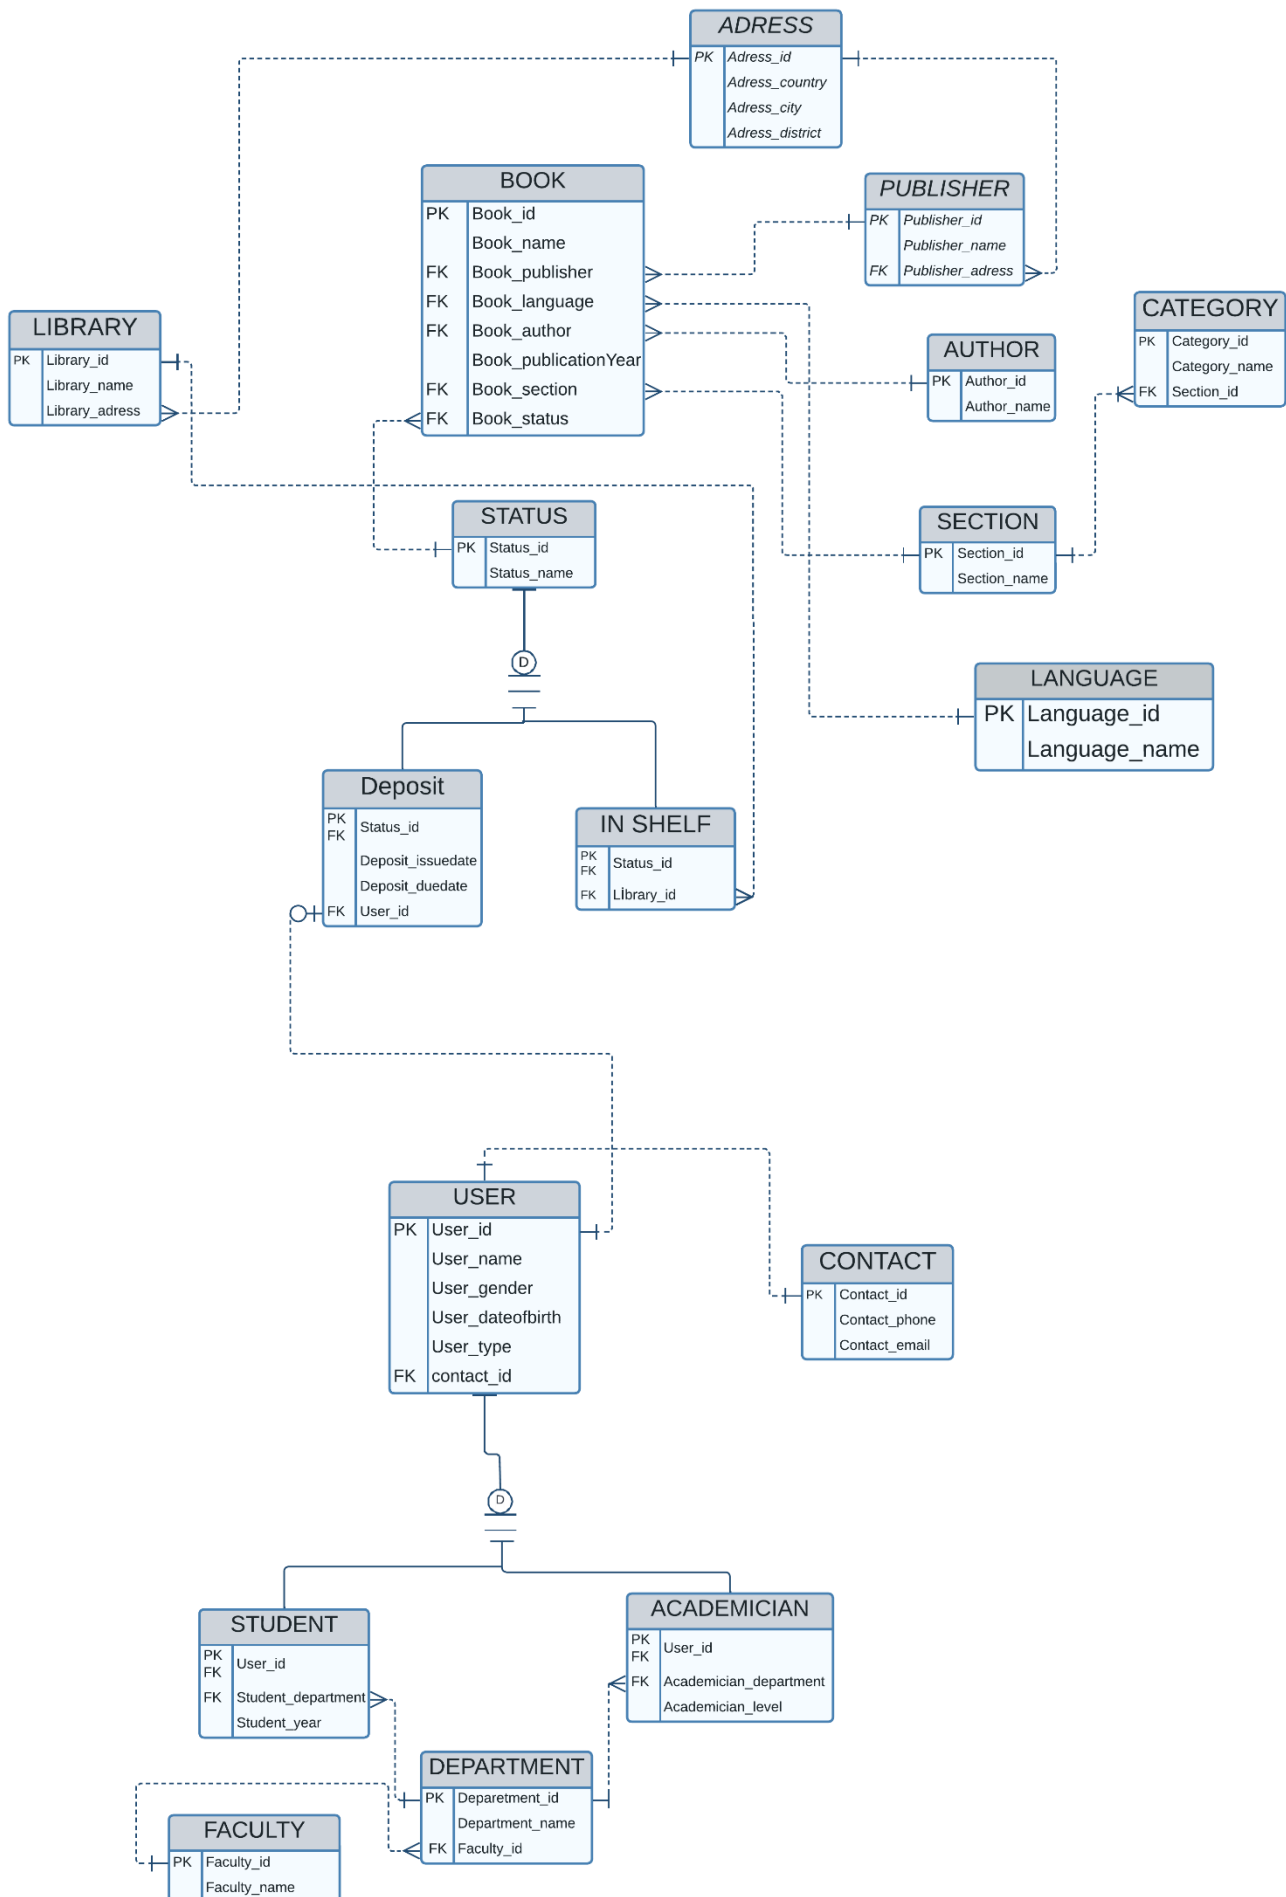 ADRESS
PK Adress_id
Adress_country
Adress_city
Adress_district
BOOK
PK Book_id
Book_name
FK Book_publisher
FK Book_language
FK Book_author
Book_publicationYear
FK Book_section
FK Book_status
PUBLISHER
PK Publisher_id
Publisher_name
FK Publisher_adress
LIBRARY
PK Library_id
Library_name
Library_adress
AUTHOR
PK Author_id
Author_name
CATEGORY
PK Category_id
Category_name
FK Section_id
STATUS
PK Status_id
Status_name
SECTION
PK Section_id
Section_name
D
LANGUAGE
PK Language_id
Language_name
Deposit
PK
FK Status_id
Deposit_issuedate
Deposit_duedate
FK User_id
IN SHELF
PK
FK Status_id
FK Lİbrary_id
USER
PK User_id
User_name
User_gender
User_dateofbirth
User_type
FK contact_id
CONTACT
PK Contact_id
Contact_phone
Contact_email
D
STUDENT
PK
FK User_id
FK Student_department
Student_year
ACADEMICIAN
PK
FK User_id
FK Academician_department
Academician_level
DEPARTMENT
PK Deparetment_id
Department_name
FK Faculty_id
FACULTY
PK Faculty_id
Faculty_name